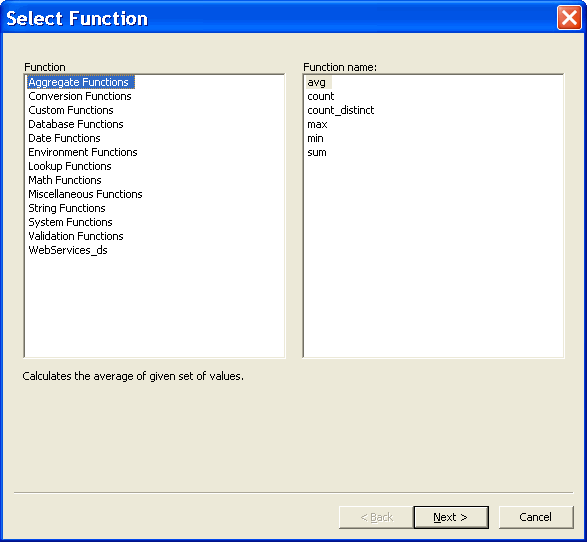 Select Function
Function
Aggregate Functions
Conversion Functions
Custom Functions
Database Functions
Date Functions
Environment Functions
Lookup Functions
Math Functions
Miscellaneous Functions
String Functions
System Functions
Validation Functions
WebServices_ds
Function name:
avg
count
count_distinct
max
min
sum
Calculates the average of given set of values.
< Back
Next >
Cancel